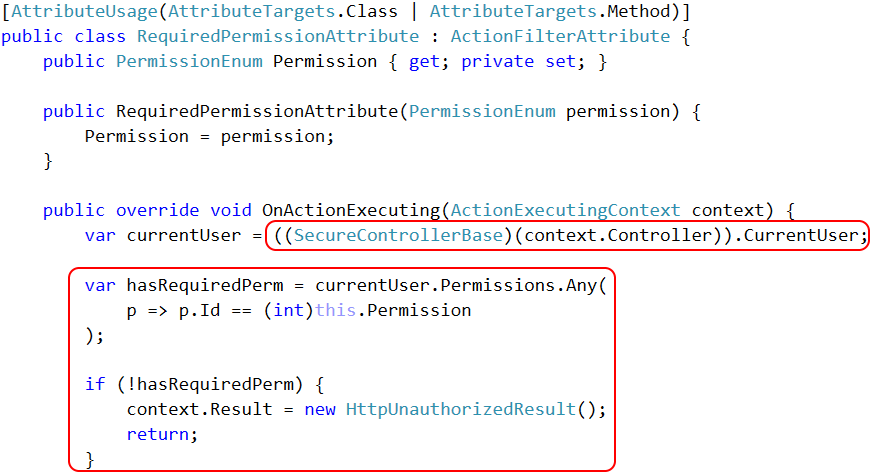 [AttributeUsage(AttributeTargets.Class | AttributeTargets.Method)]
public class RequiredPermissionAttribute : ActionFilterAttribute {
    public PermissionEnum Permission { get; private set; }

    public RequiredPermissionAttribute(PermissionEnum permission) {
        Permission = permission;
    }

    public override void OnActionExecuting(ActionExecutingContext context) {
        var currentUser = ((SecureControllerBase)(context.Controller)).CurrentUser;

        var hasRequiredPerm = currentUser.Permissions.Any(
            p => p.Id == (int)this.Permission
        );

        if (!hasRequiredPerm) {
            context.Result = new HttpUnauthorizedResult();
            return;
        }